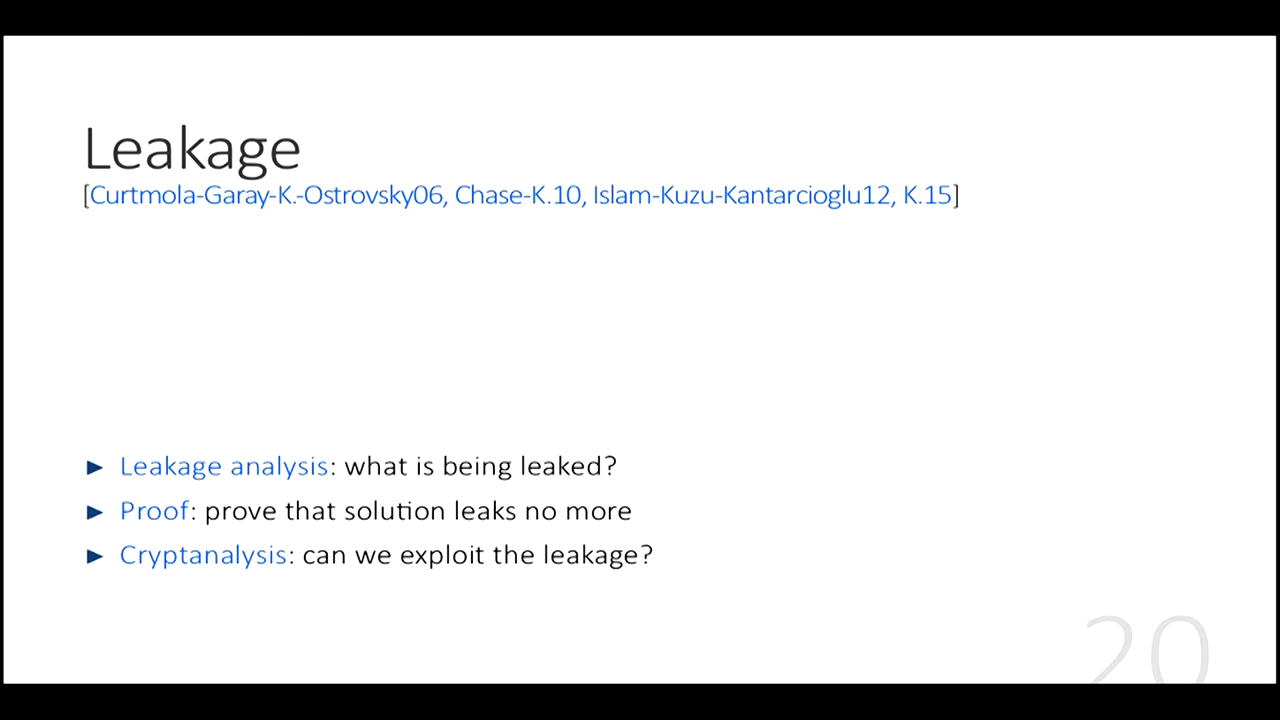 Leakage
[Curtmola-Garay-K.-Ostrovsky06, Chase-K.10, Islam-Kuzu-Kantarcioglu12, K.15]
► Leakage analysis: what is being leaked?
► Proof: prove that solution leaks no more
► Cryptanalysis: can we exploit the leakage?
20